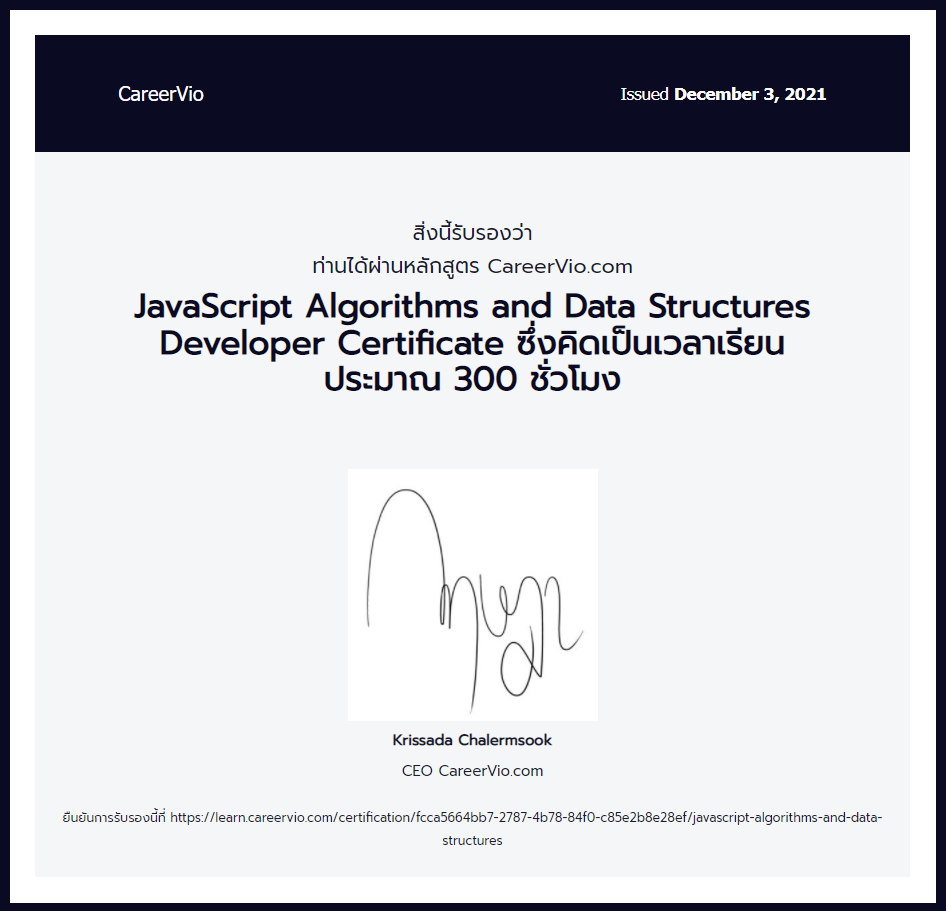 CareerVio
Issued December 3, 2021
สิ่งนี้รับรองว่า
ท่านได้ผ่านหลักสูตร CareerVio.com
JavaScript Algorithms and Data Structures
Developer Certificate ซึ่งคิดเป็นเวลาเรียน
ประมาณ 300 ชั่วโมง
Krissada Chalermsook
CEO CareerVio.com
ยืนยันการรับรองนี้ที่ https://learn.careervio.com/certification/fcca5664bb7-2787-4b78-84f0-c85e2b8e28ef/javascript-algorithms-and-data-
structures